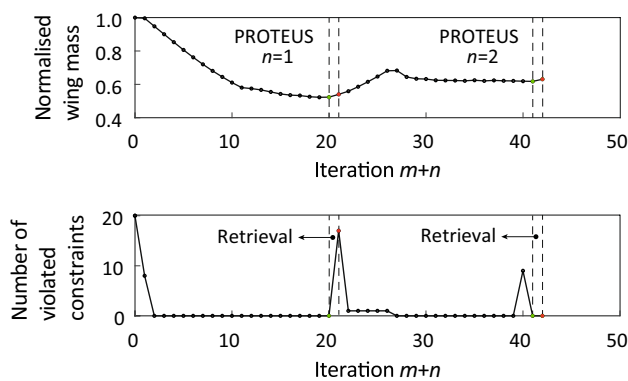 Normalised
wing mass
1.0
0.8
0.6
0.4
PROTEUS
n=1
PROTEUS
n=2
0 10 20 30 40 50
Iteration m+n
Number of
violated
constraints
20
10
0
Retrieval
Retrieval
0 10 20 30 40 50
Iteration m+n